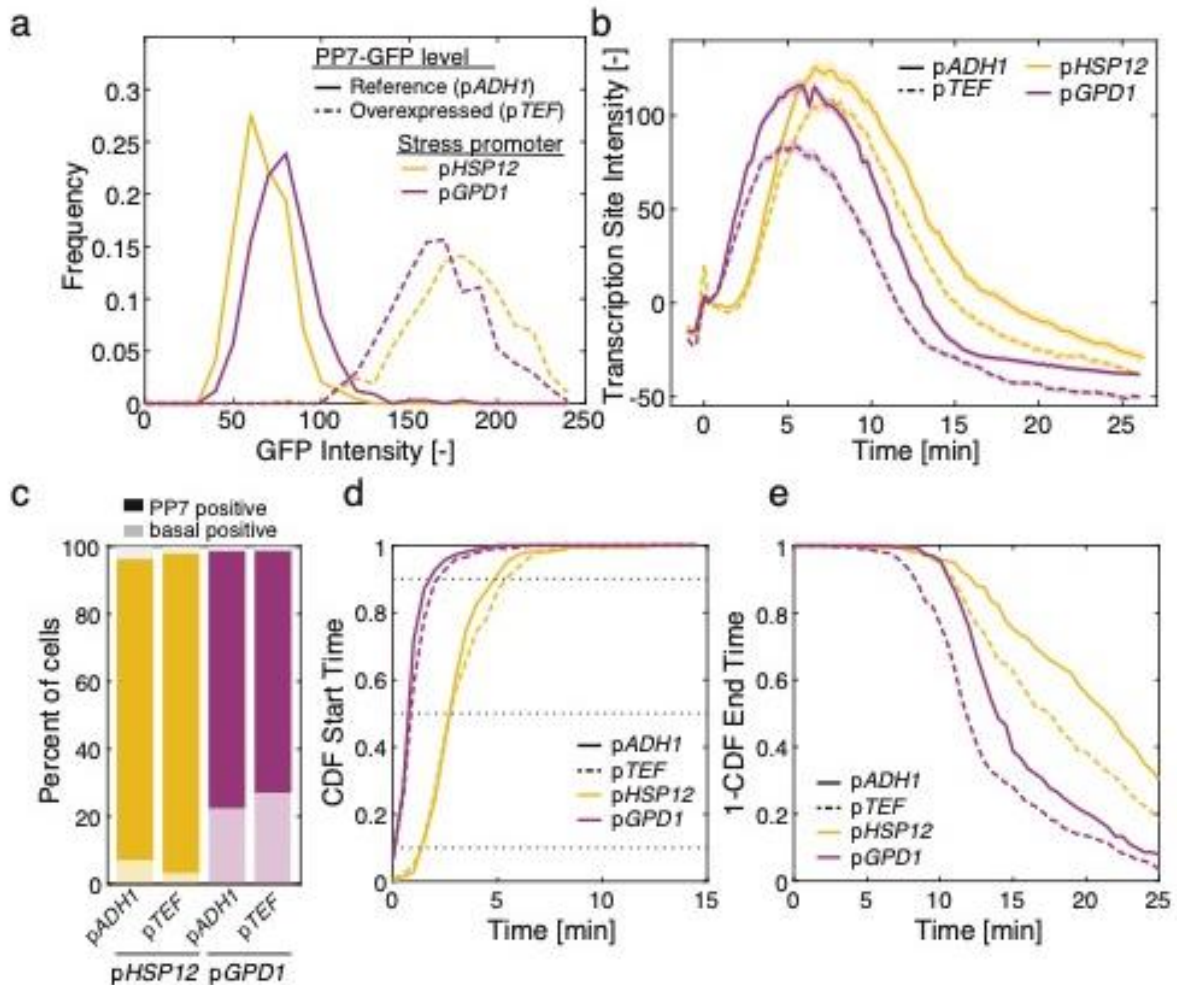 a
PP7-GFP level
Reference (pADH1)
Overexpressed (pTEF)
Stress promoter
pHSP12
pGPD1
Frequency
0.3
0.25
0.2
0.15
0.1
0.05
0
0 50 100 150 200 250
GFP Intensity [-]
b
pADH1 pHSP12
pTEF pGPD1
Transcription Site Intensity [-]
100
50
0
-50
0 5 10 15 20 25
Time [min]
c
PP7 positive
basal positive
Percent of cells
100
80
60
40
20
0
pADH1 pTEF pADH1 pTEF
pHSP12 pGPD1
d
CDF Start Time
1
0.8
0.6
0.4
0.2
0
pADH1
pTEF
pHSP12
pGPD1
0 5 10 15
Time [min]
e
1-CDF End Time
1
0.8
0.6
0.4
0.2
0
pADH1
pTEF
pHSP12
pGPD1
0 5 10 15 20 25
Time [min]